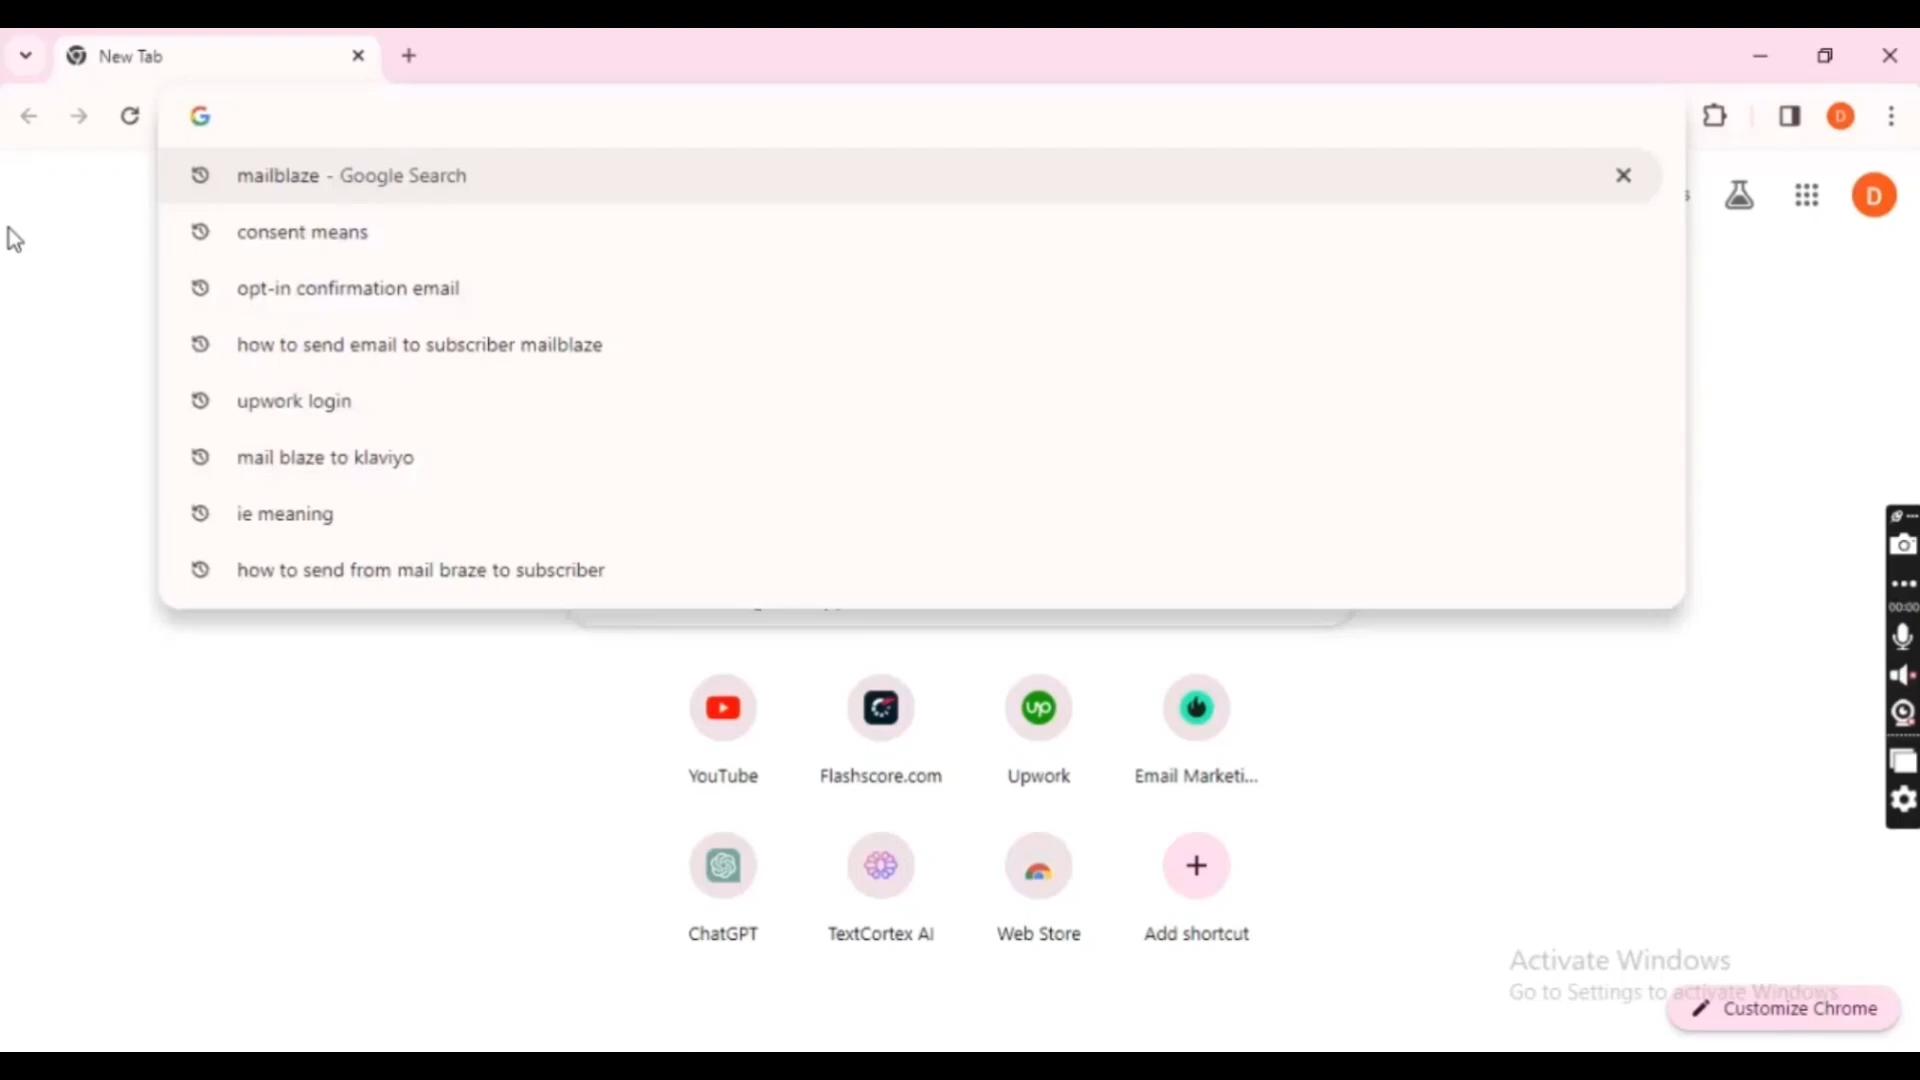 New Tab
mailblaze - Google Search
consent means
opt-in confirmation email
how to send email to subscriber mailblaze
upwork login
mail blaze to klaviyo
ie meaning
how to send from mail braze to subscriber
D
D
00:00
YouTube
Flashscore.com
up
Upwork
Email Marketi...
ChatGPT
TextCortex AI
Web Store
Add shortcut
Activate Windows
Go to Settings to activate Windows.
Customize Chrome